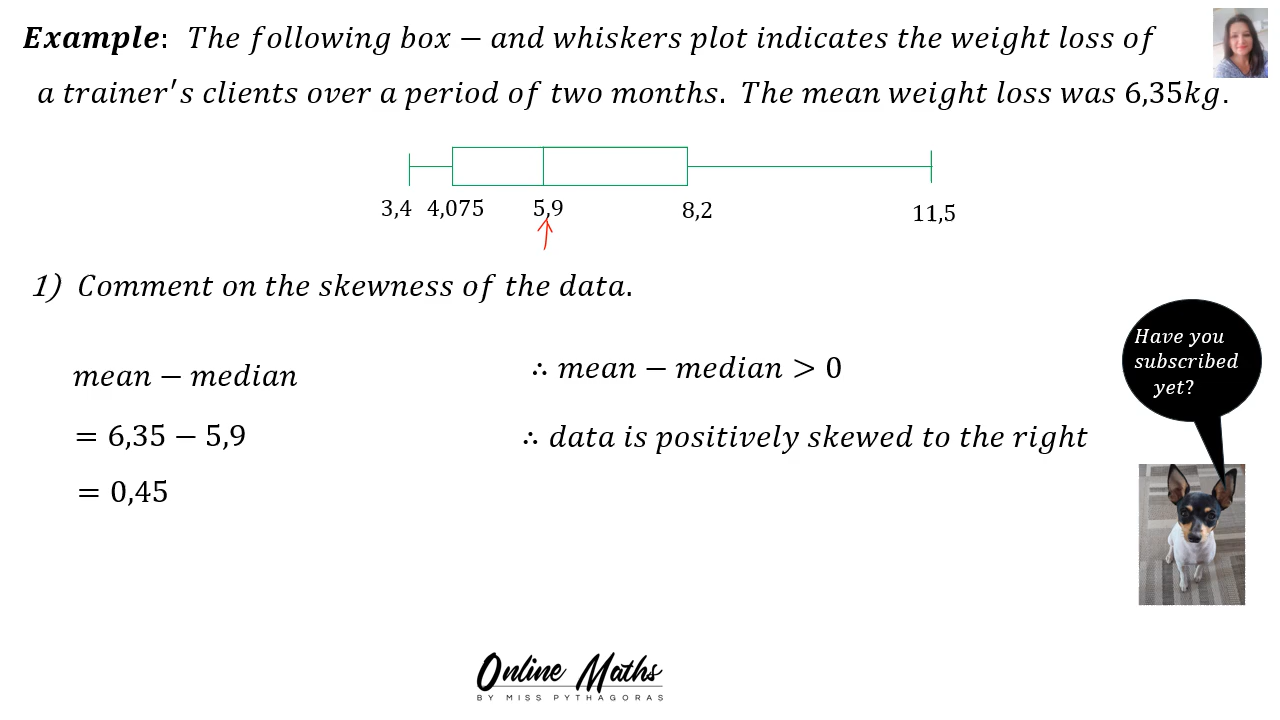 Example: The following box – and whiskers plot indicates the weight loss of
a trainer's clients over a period of two months. The mean weight loss was 6,35kg.
3,4 4,075 5,9 8,2 11,5
1) Comment on the skewness of the data.
Have you
subscribed
yet?
mean − median
∴ mean − median > 0
= 6,35 − 5,9
∴ data is positively skewed to the right
= 0,45
Online Maths
BY MISS PYTHAGORAS